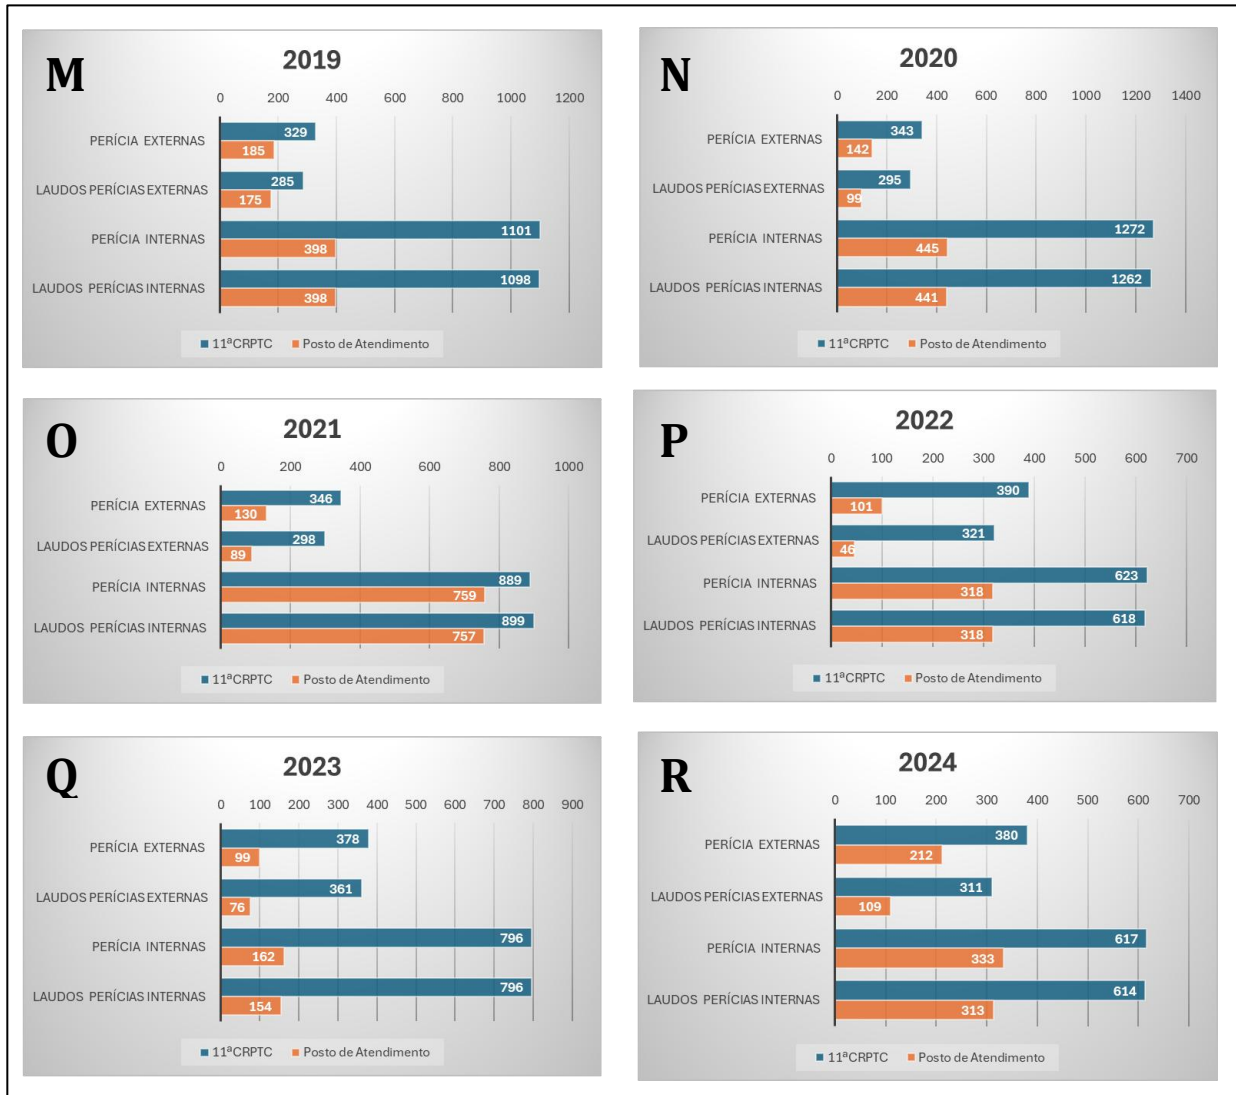 M
2019
0 200 400 600 800 1000 1200
PERÍCIA EXTERNAS
329
185
LAUDOS PERÍCIAS EXTERNAS
285
175
PERÍCIA INTERNAS
1101
398
LAUDOS PERÍCIAS INTERNAS
1098
398
11ªCRPTC Posto de Atendimento
N
2020
0 200 400 600 800 1000 1200 1400
PERÍCIA EXTERNAS
343
142
LAUDOS PERÍCIAS EXTERNAS
295
99
PERÍCIA INTERNAS
1272
445
LAUDOS PERÍCIAS INTERNAS
1262
441
11ªCRPTC Posto de Atendimento
O
2021
0 200 400 600 800 1000
PERÍCIA EXTERNAS
346
130
LAUDOS PERÍCIAS EXTERNAS
298
89
PERÍCIA INTERNAS
889
759
LAUDOS PERÍCIAS INTERNAS
899
757
11ªCRPTC Posto de Atendimento
P
2022
0 100 200 300 400 500 600 700
PERÍCIA EXTERNAS
390
101
LAUDOS PERÍCIAS EXTERNAS
321
46
PERÍCIA INTERNAS
623
318
LAUDOS PERÍCIAS INTERNAS
618
318
11ªCRPTC Posto de Atendimento
Q
2023
0 100 200 300 400 500 600 700 800 900
PERÍCIA EXTERNAS
378
99
LAUDOS PERÍCIAS EXTERNAS
361
76
PERÍCIA INTERNAS
796
162
LAUDOS PERÍCIAS INTERNAS
796
154
11ªCRPTC Posto de Atendimento
R
2024
0 100 200 300 400 500 600 700
PERÍCIA EXTERNAS
380
212
LAUDOS PERÍCIAS EXTERNAS
311
109
PERÍCIA INTERNAS
617
333
LAUDOS PERÍCIAS INTERNAS
614
313
11ªCRPTC Posto de Atendimento